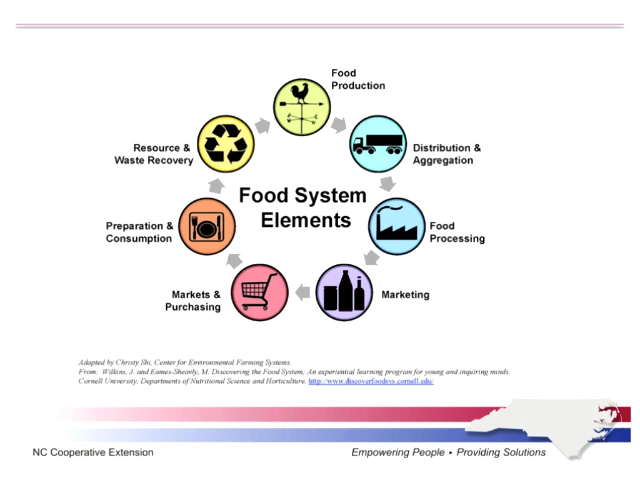 Food
Production
Distribution &
Aggregation
Food
Processing
Marketing
Markets &
Purchasing
Preparation &
Consumption
Resource &
Waste Recovery
Food System
Elements
Adapted by Christy Shi, Center for Environmental Farming Systems
From: Wilkins, J. and Eames-Sheavly, M. Discovering the Food System, An experiential learning program for young and inquiring minds.
Cornell University, Departments of Nutritional Science and Horticulture. http://www.discoverfoodsys.cornell.edu/
NC Cooperative Extension
Empowering People • Providing Solutions